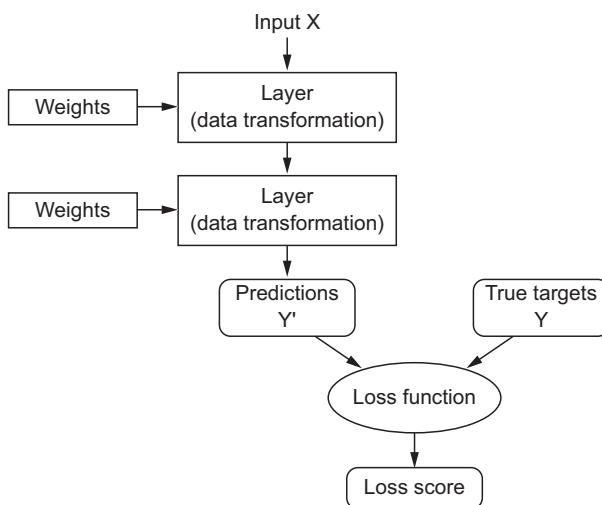 Input X
Weights
Layer
(data transformation)
Weights
Layer
(data transformation)
Predictions
Y'
True targets
Y
Loss function
Loss score